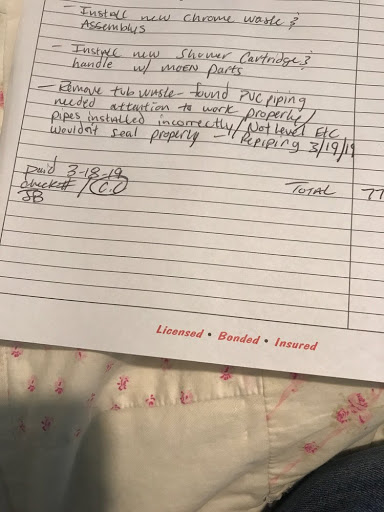 - Install new chrome waste &
Assemblys
- Install new Shower Cartridge &
handle w/ MOEN parts
- Remove tub waste - found PVC piping
needed attention to work properly/
pipes installed incorrectly/Not Level Etc
wouldn't seal properly - Repiping 3/19/19
paid 3-18-19
check# / C.C
JB
TOTAL 77
Licensed • Bonded • Insured